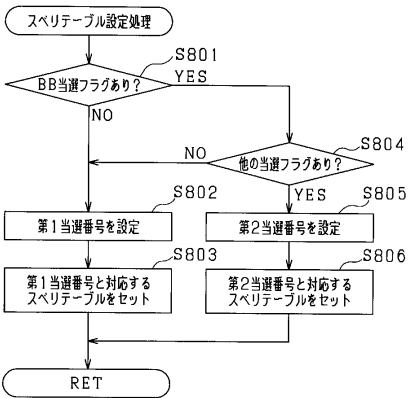 スベリテーブル設定処理
S801
BB当選フラグあり?
YES
NO
S804
NO
他の当選フラグあり?
YES
S802
S805
第1当選番号を設定
第2当選番号を設定
S803
S806
第1当選番号と対応する
スベリテーブルをセット
第2当選番号と対応する
スベリテーブルをセット
RET